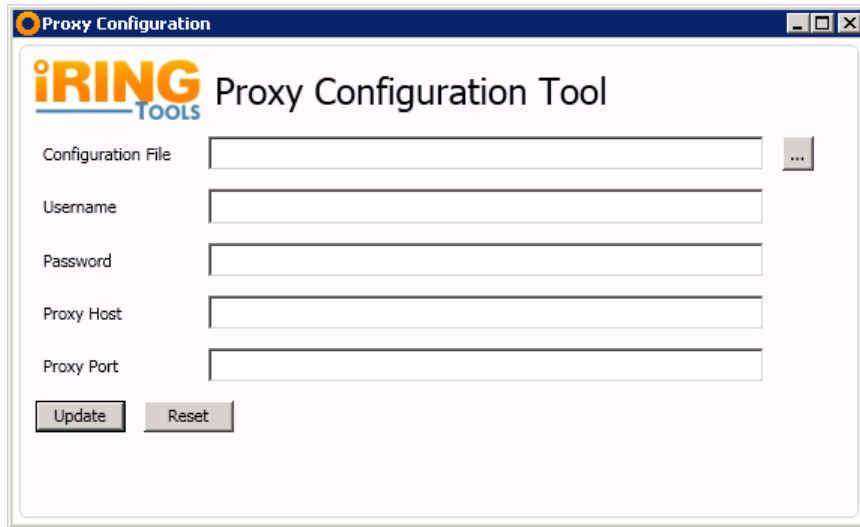 Proxy Configuration
iRING
TOOLS
Proxy Configuration Tool
Configuration File
...
Username
Password
Proxy Host
Proxy Port
Update
Reset